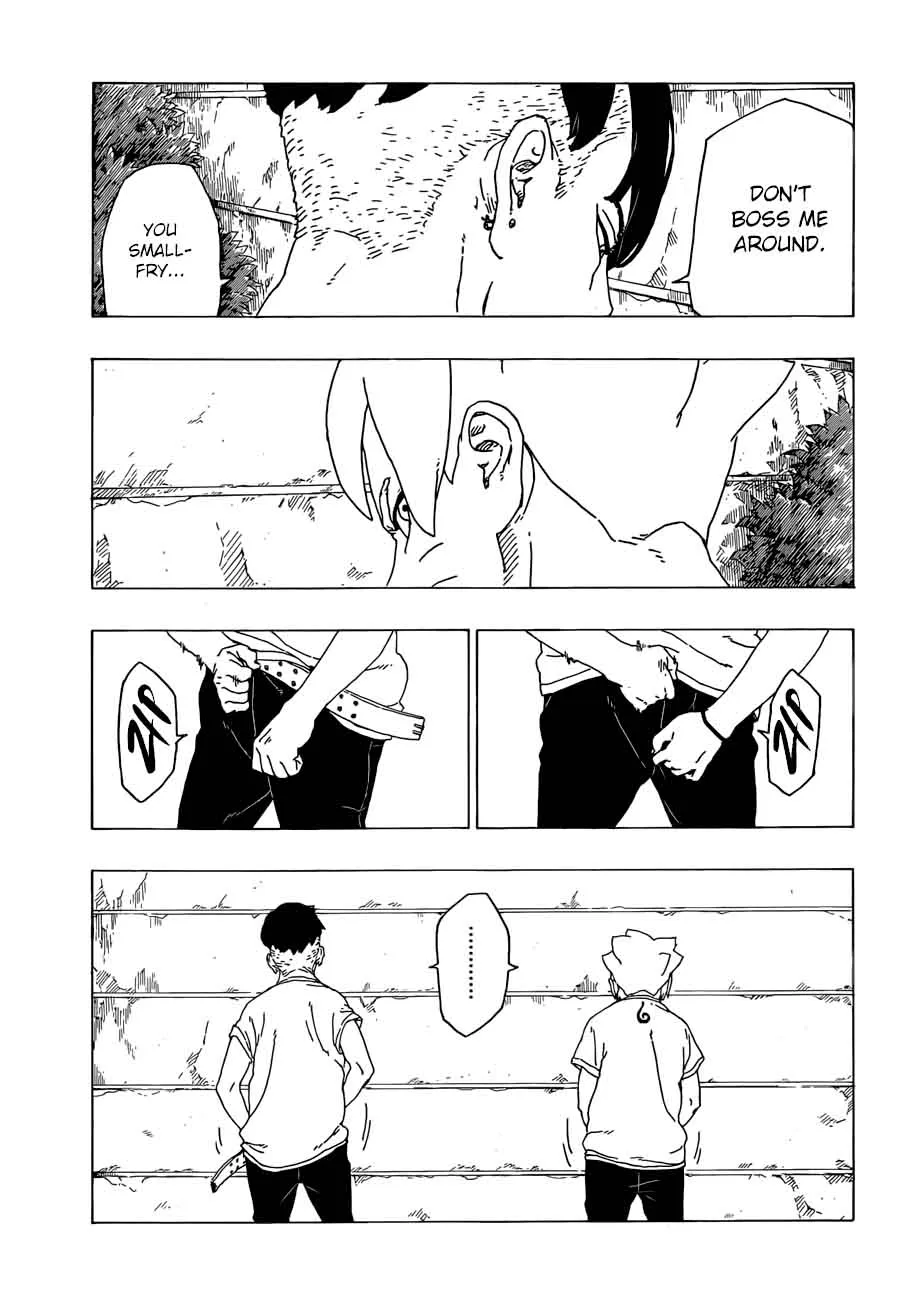 DON'T
BOSS ME
AROUND.
YOU
SMALL-
FRY...
ZIP
ZIP
..........